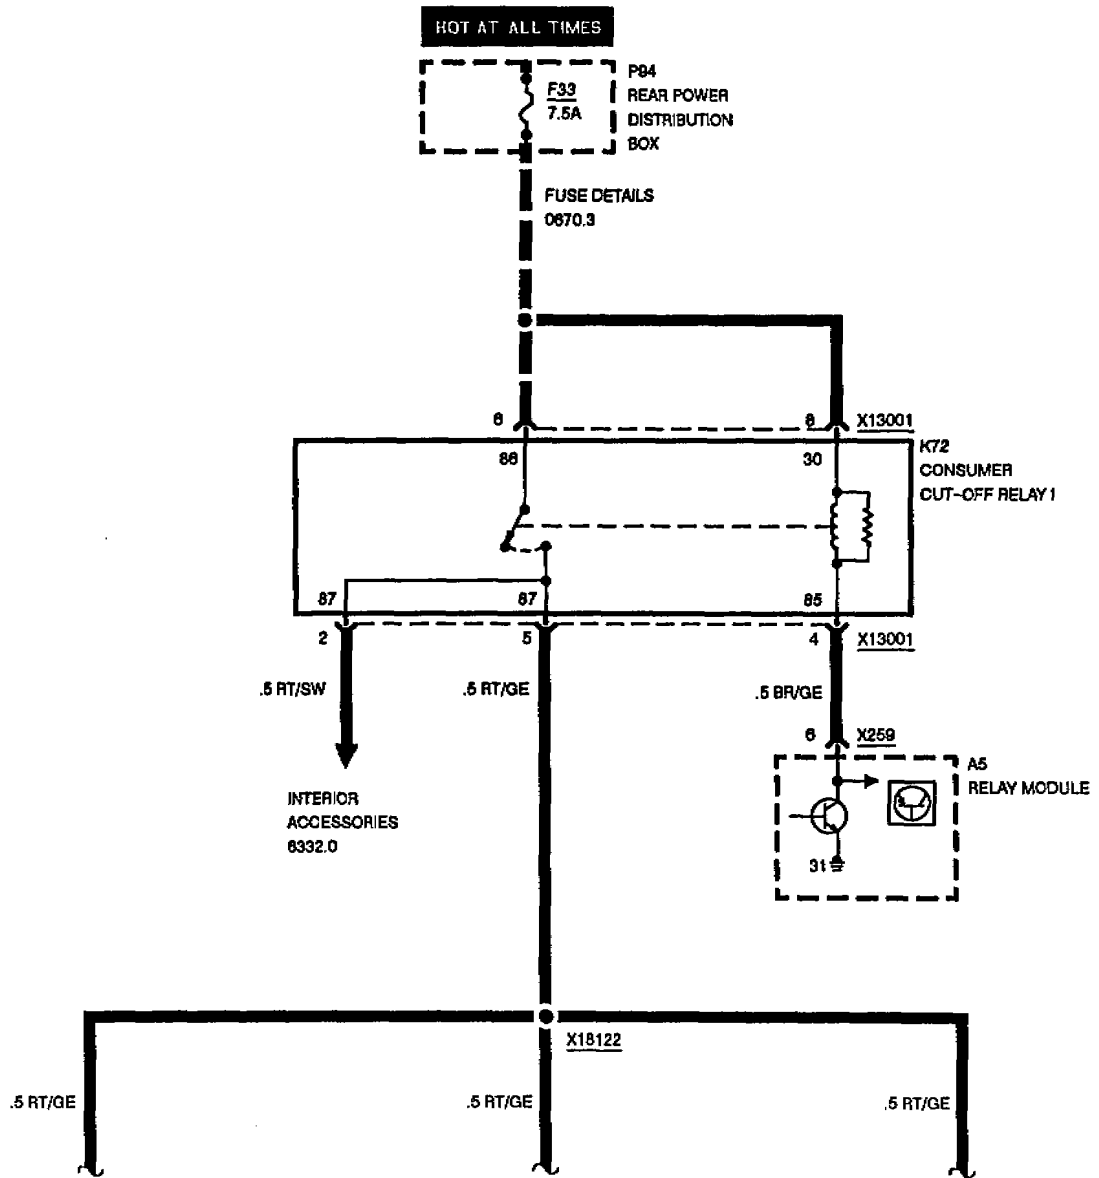 HOT AT ALL TIMES
P94
REAR POWER
DISTRIBUTION
BOX
F33
7.5A
FUSE DETAILS
0670.3
6
8
X13001
86
30
K72
CONSUMER
CUT-OFF RELAY 1
87
87
85
2
5
4
X13001
.5 RT/SW
.5 RT/GE
.5 BR/GE
6
X259
A5
RELAY MODULE
INTERIOR
ACCESSORIES
6332.0
31
X18122
.5 RT/GE
.5 RT/GE
.5 RT/GE